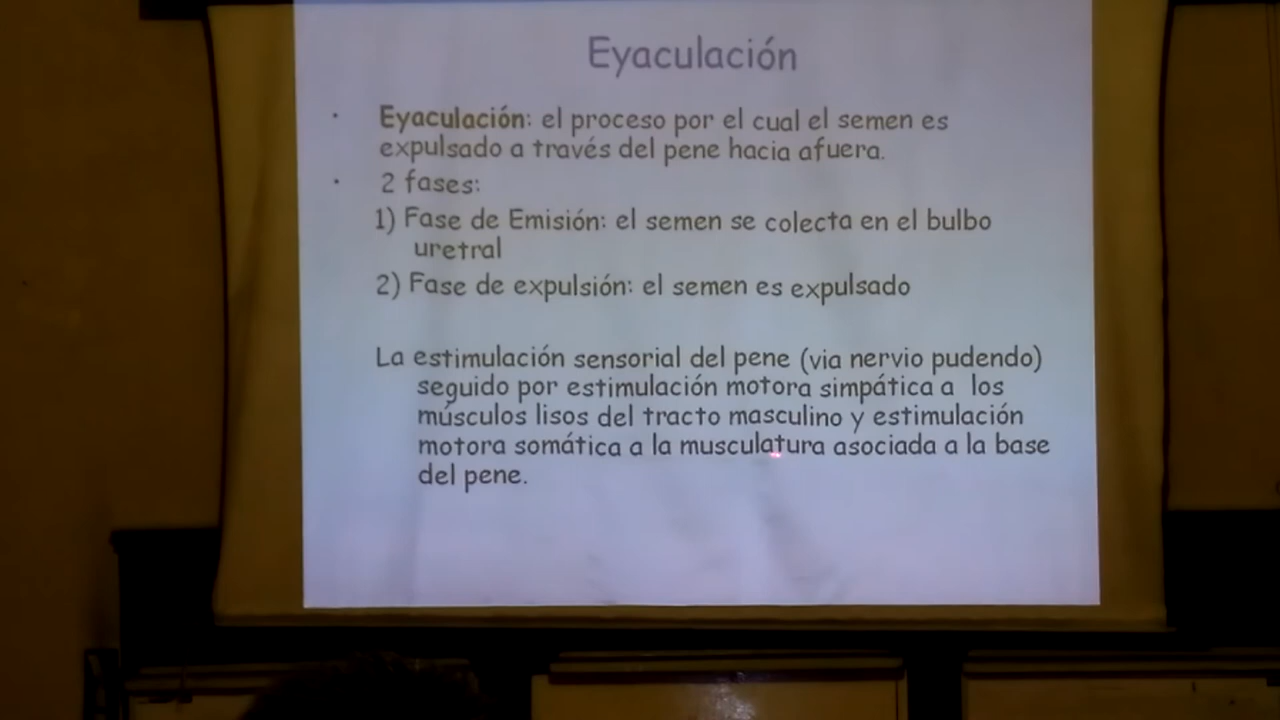 Eyaculación
· Eyaculación: el proceso por el cual el semen es
expulsado a través del pene hacia afuera.
· 2 fases:
1) Fase de Emisión: el semen se colecta en el bulbo
uretral
2) Fase de expulsión: el semen es expulsado
La estimulación sensorial del pene (via nervio pudendo)
seguido por estimulación motora simpática a los
músculos lisos del tracto masculino y estimulación
motora somática a la musculatura asociada a la base
del pene.